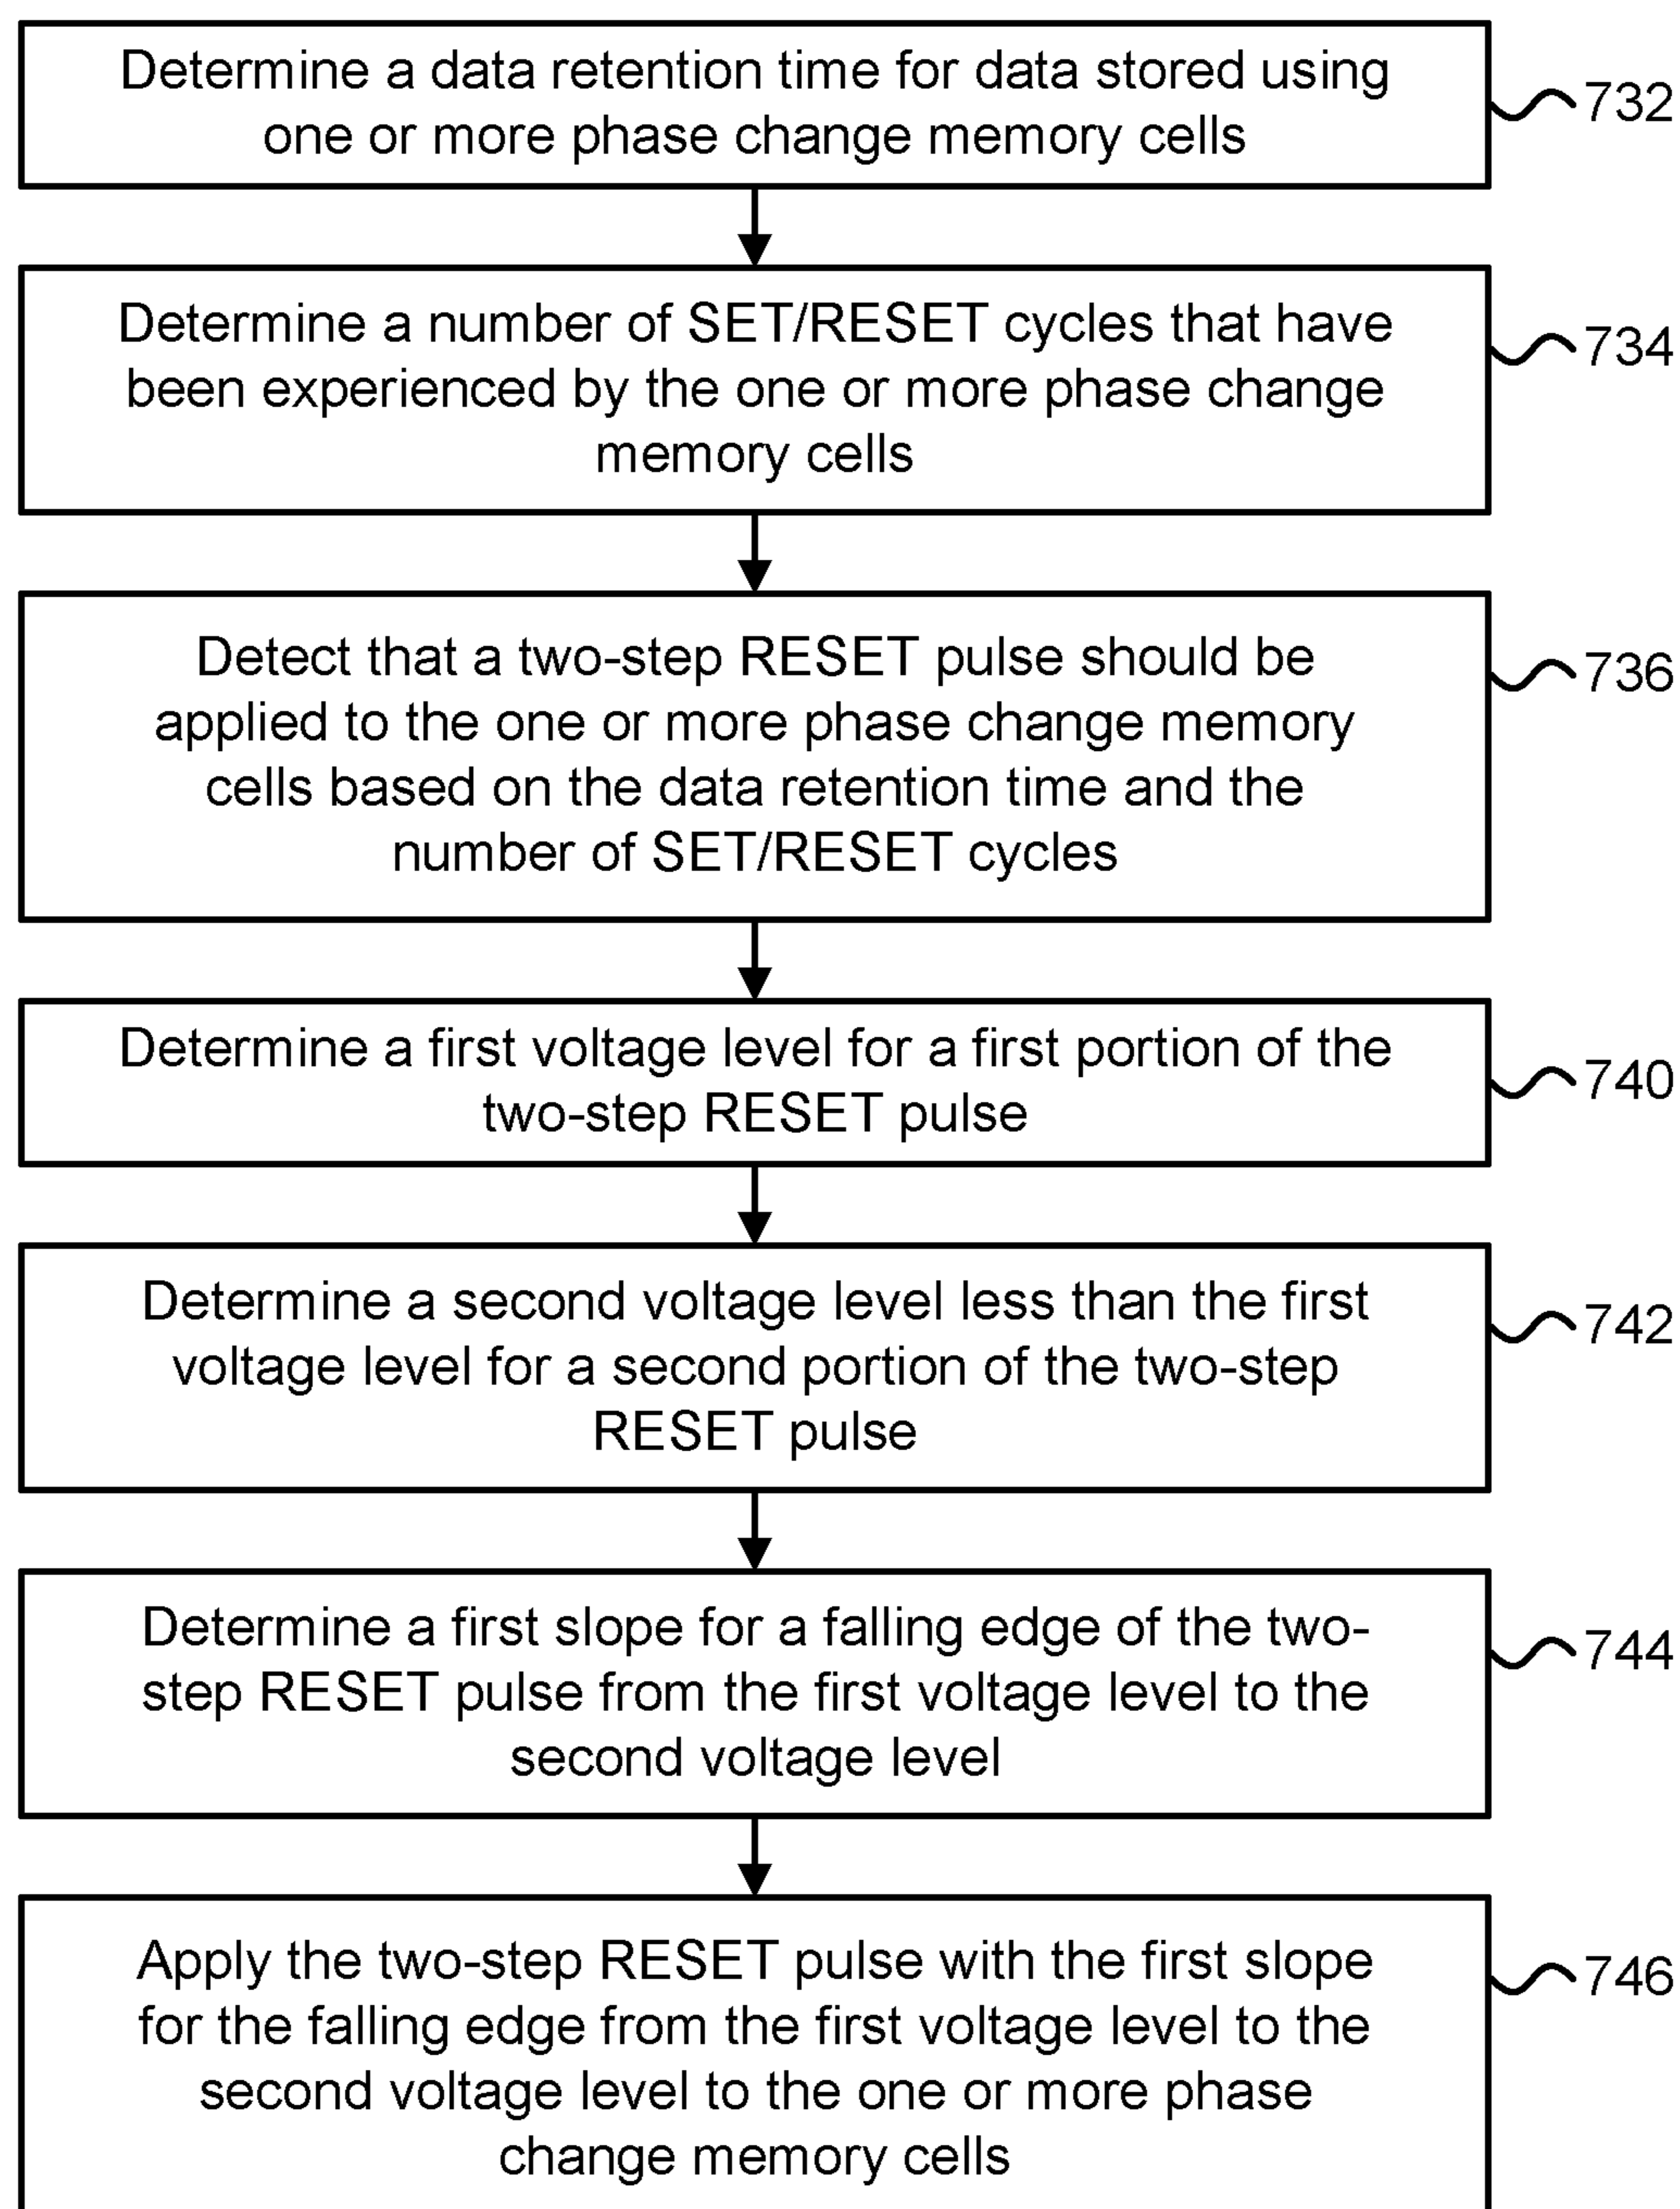 Determine a data retention time for data stored using
one or more phase change memory cells
732
Determine a number of SET/RESET cycles that have
been experienced by the one or more phase change
memory cells
734
Detect that a two-step RESET pulse should be
applied to the one or more phase change memory
cells based on the data retention time and the
number of SET/RESET cycles
736
Determine a first voltage level for a first portion of the
two-step RESET pulse
740
Determine a second voltage level less than the first
voltage level for a second portion of the two-step
RESET pulse
742
Determine a first slope for a falling edge of the two-
step RESET pulse from the first voltage level to the
second voltage level
744
Apply the two-step RESET pulse with the first slope
for the falling edge from the first voltage level to the
second voltage level to the one or more phase
change memory cells
746